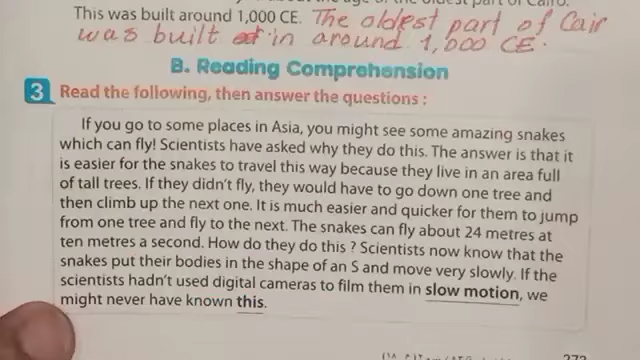 This was built around 1,000 CE. The oldest part of Cair
was built in around 1,000 CE.
B. Reading Comprehension
3 Read the following, then answer the questions :
If you go to some places in Asia, you might see some amazing snakes
which can fly! Scientists have asked why they do this. The answer is that it
is easier for the snakes to travel this way because they live in an area full
of tall trees. If they didn't fly, they would have to go down one tree and
then climb up the next one. It is much easier and quicker for them to jump
from one tree and fly to the next. The snakes can fly about 24 metres at
ten metres a second. How do they do this ? Scientists now know that the
snakes put their bodies in the shape of an S and move very slowly. If the
scientists hadn't used digital cameras to film them in slow motion, we
might never have known this.